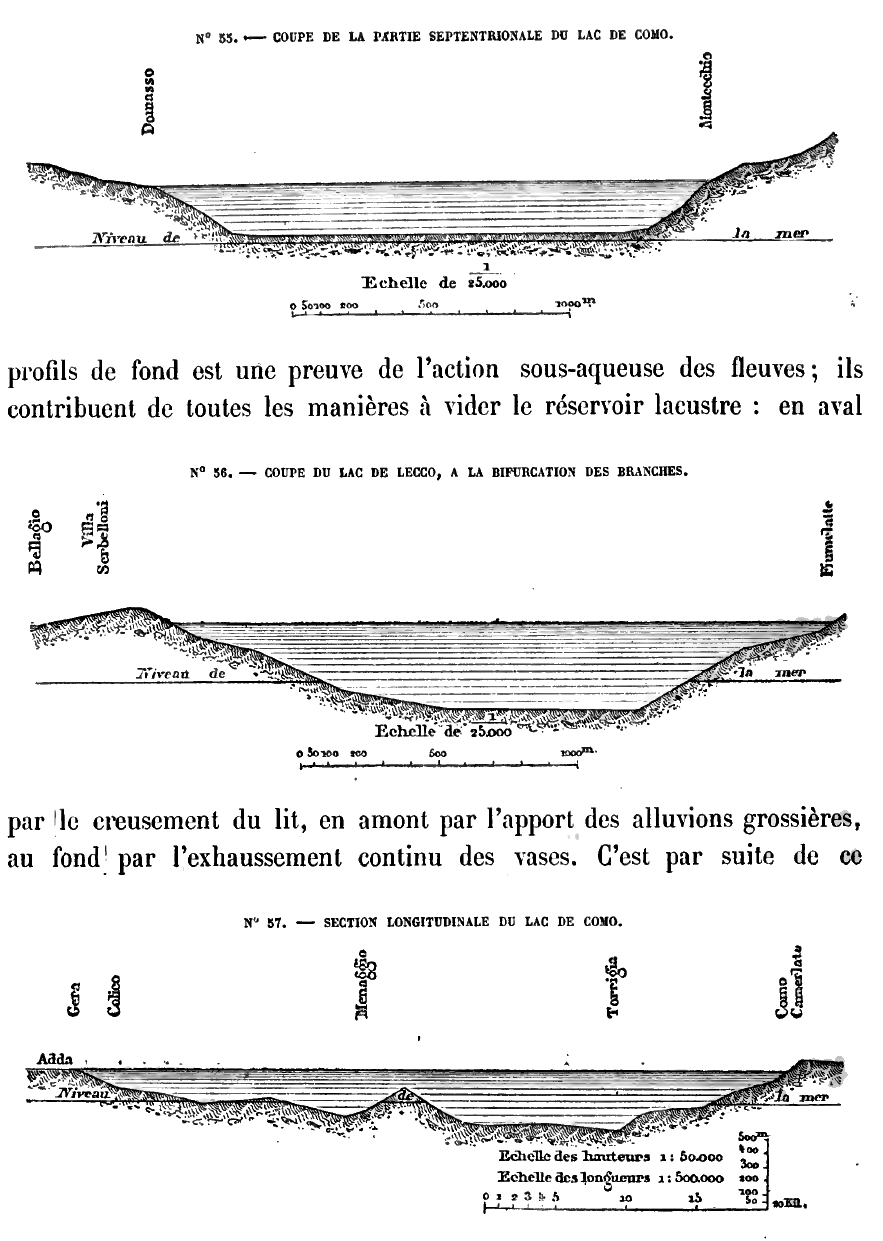 N° 55. — COUPE DE LA PARTIE SEPTENTRIONALE DU LAC DE COMO.
Domasso
Montecchio
Niveau de la mer
Echelle de 1/25.000
0 50 100 200 500 1000m
profils de fond est une preuve de l'action sous-aqueuse des fleuves ; ils
contribuent de toutes les manières à vider le réservoir lacustre : en aval
N° 56. — COUPE DU LAC DE LECCO, A LA BIFURCATION DES BRANCHES.
Bellagio
Villa
Serbelloni
Fiumelatte
Niveau de la mer
Echelle de 1/25.000
0 50 100 200 500 1000m.
par le creusement du lit, en amont par l'apport des alluvions grossières,
au fond par l'exhaussement continu des vases. C'est par suite de ce
N° 57. — SECTION LONGITUDINALE DU LAC DE COMO.
Gera
Colico
Menaggio
Torrigia
Como
Camerlata
Adda
Niveau de la mer
Echelle des hauteurs 1 : 50.000
Echelle des longueurs 1 : 500.000
500m
400
300
200
100
50
0 1 2 3 4 5 10 15 20 Kil.